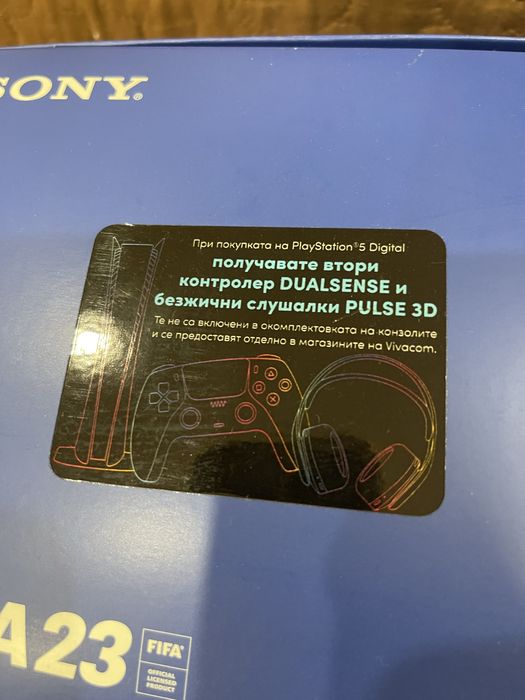 SONY
При покупката на PlayStation®5 Digital
получавате втори
контролер DUALSENSE и
безжични слушалки PULSE 3D
Те не са включени в окомплектовката на конзолите
и се предоставят отделно в магазините на Vivacom.
A23
FIFA
OFFICIAL
LICENSED
PRODUCT